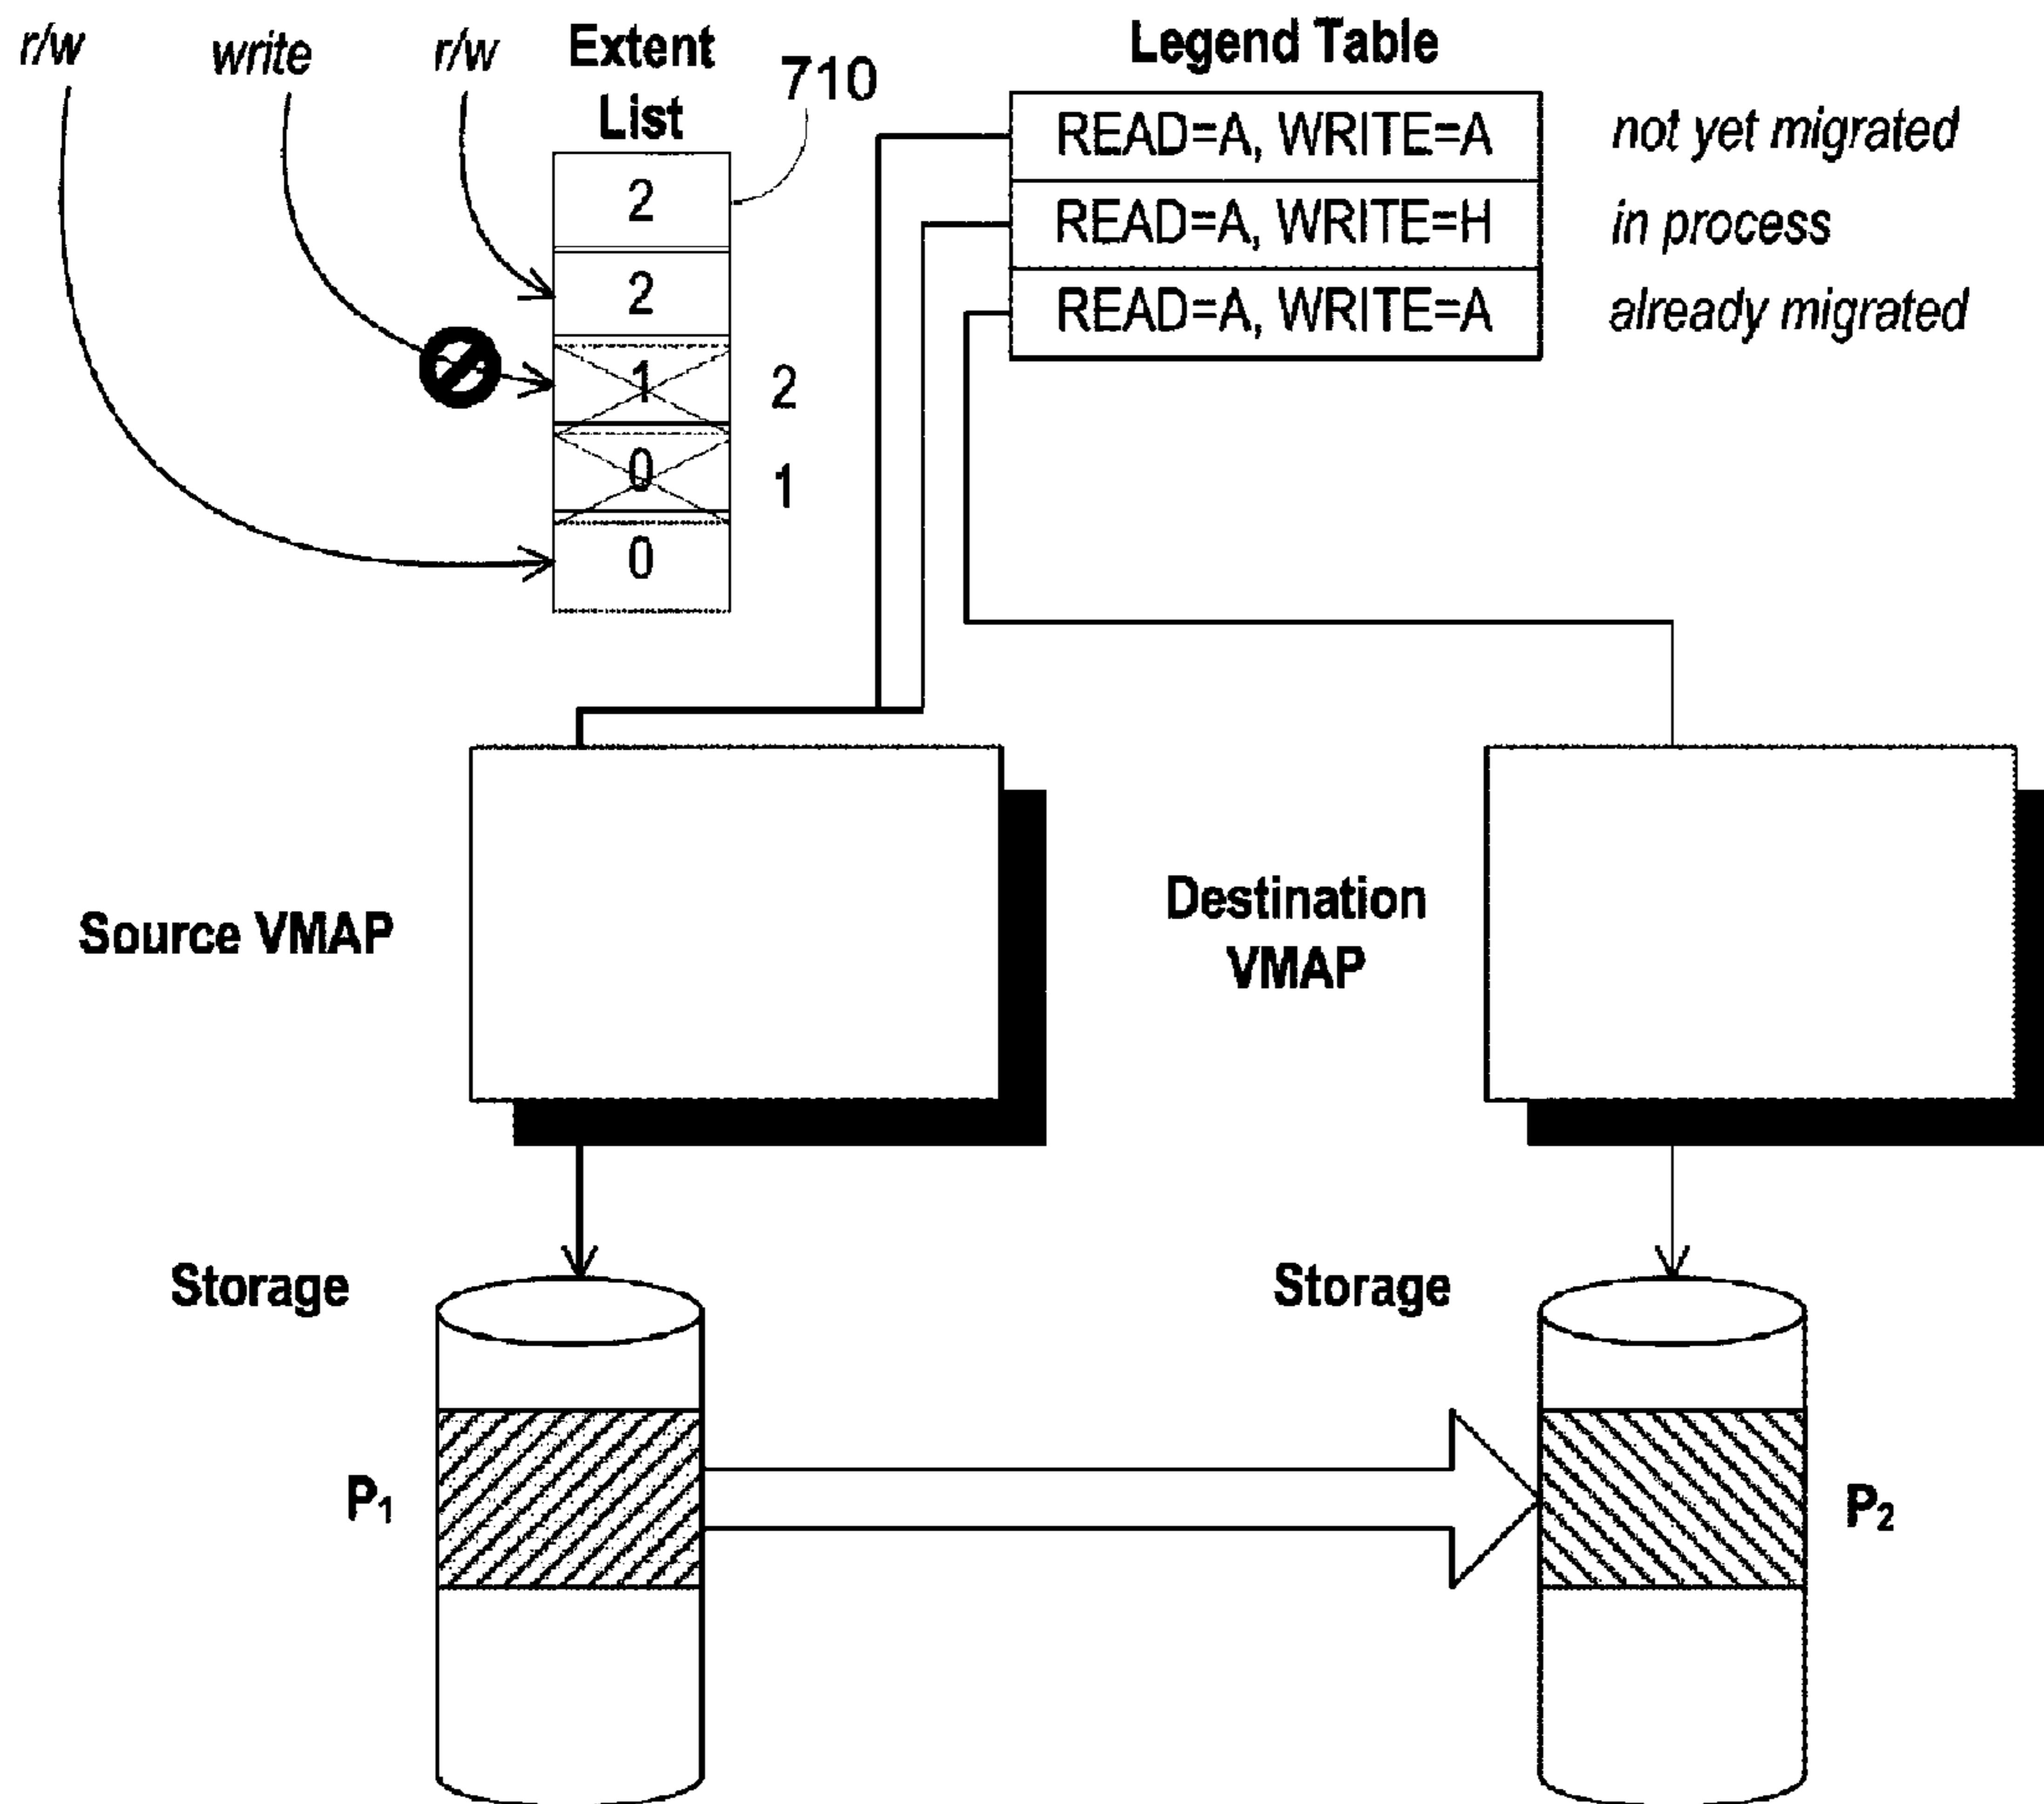 r/w
write
r/w
Extent
List
710
Legend Table
READ=A, WRITE=A
not yet migrated
READ=A, WRITE=H
in process
READ=A, WRITE=A
already migrated
2
2
1
2
0
1
0
Source VMAP
Destination
VMAP
Storage
Storage
P₁
P₂